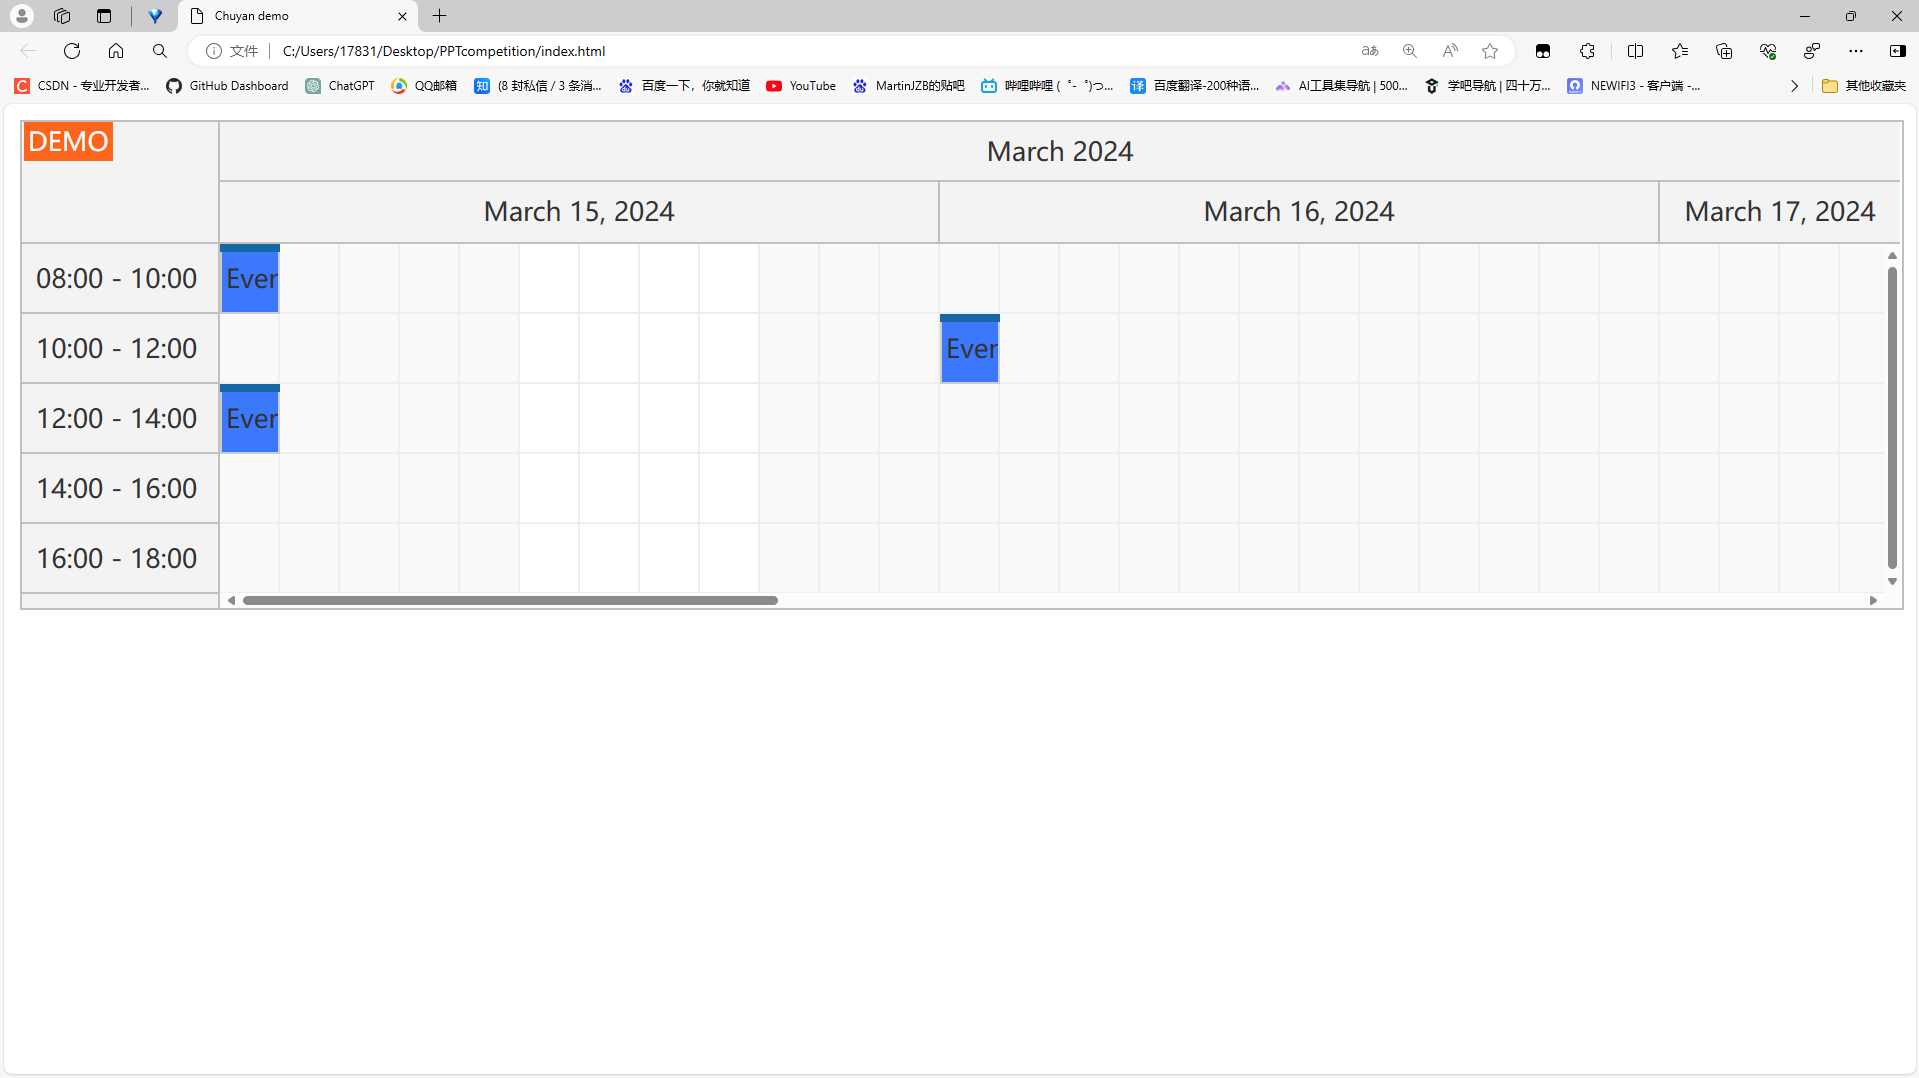 Chuyan demo
文件 C:/Users/17831/Desktop/PPTcompetition/index.html
CSDN - 专业开发者... GitHub Dashboard ChatGPT QQ邮箱 (8 封私信 / 3 条消... 百度一下，你就知道 YouTube MartinJZB的贴吧 哔哩哔哩 (゜-゜)つ... 百度翻译-200种语... AI工具集导航 | 500... 学吧导航 | 四十万... NEWIFI3 - 客户端 -... 其他收藏夹
DEMO
March 2024
March 15, 2024 March 16, 2024 March 17, 2024
08:00 - 10:00 Ever
10:00 - 12:00 Ever
12:00 - 14:00 Ever
14:00 - 16:00
16:00 - 18:00